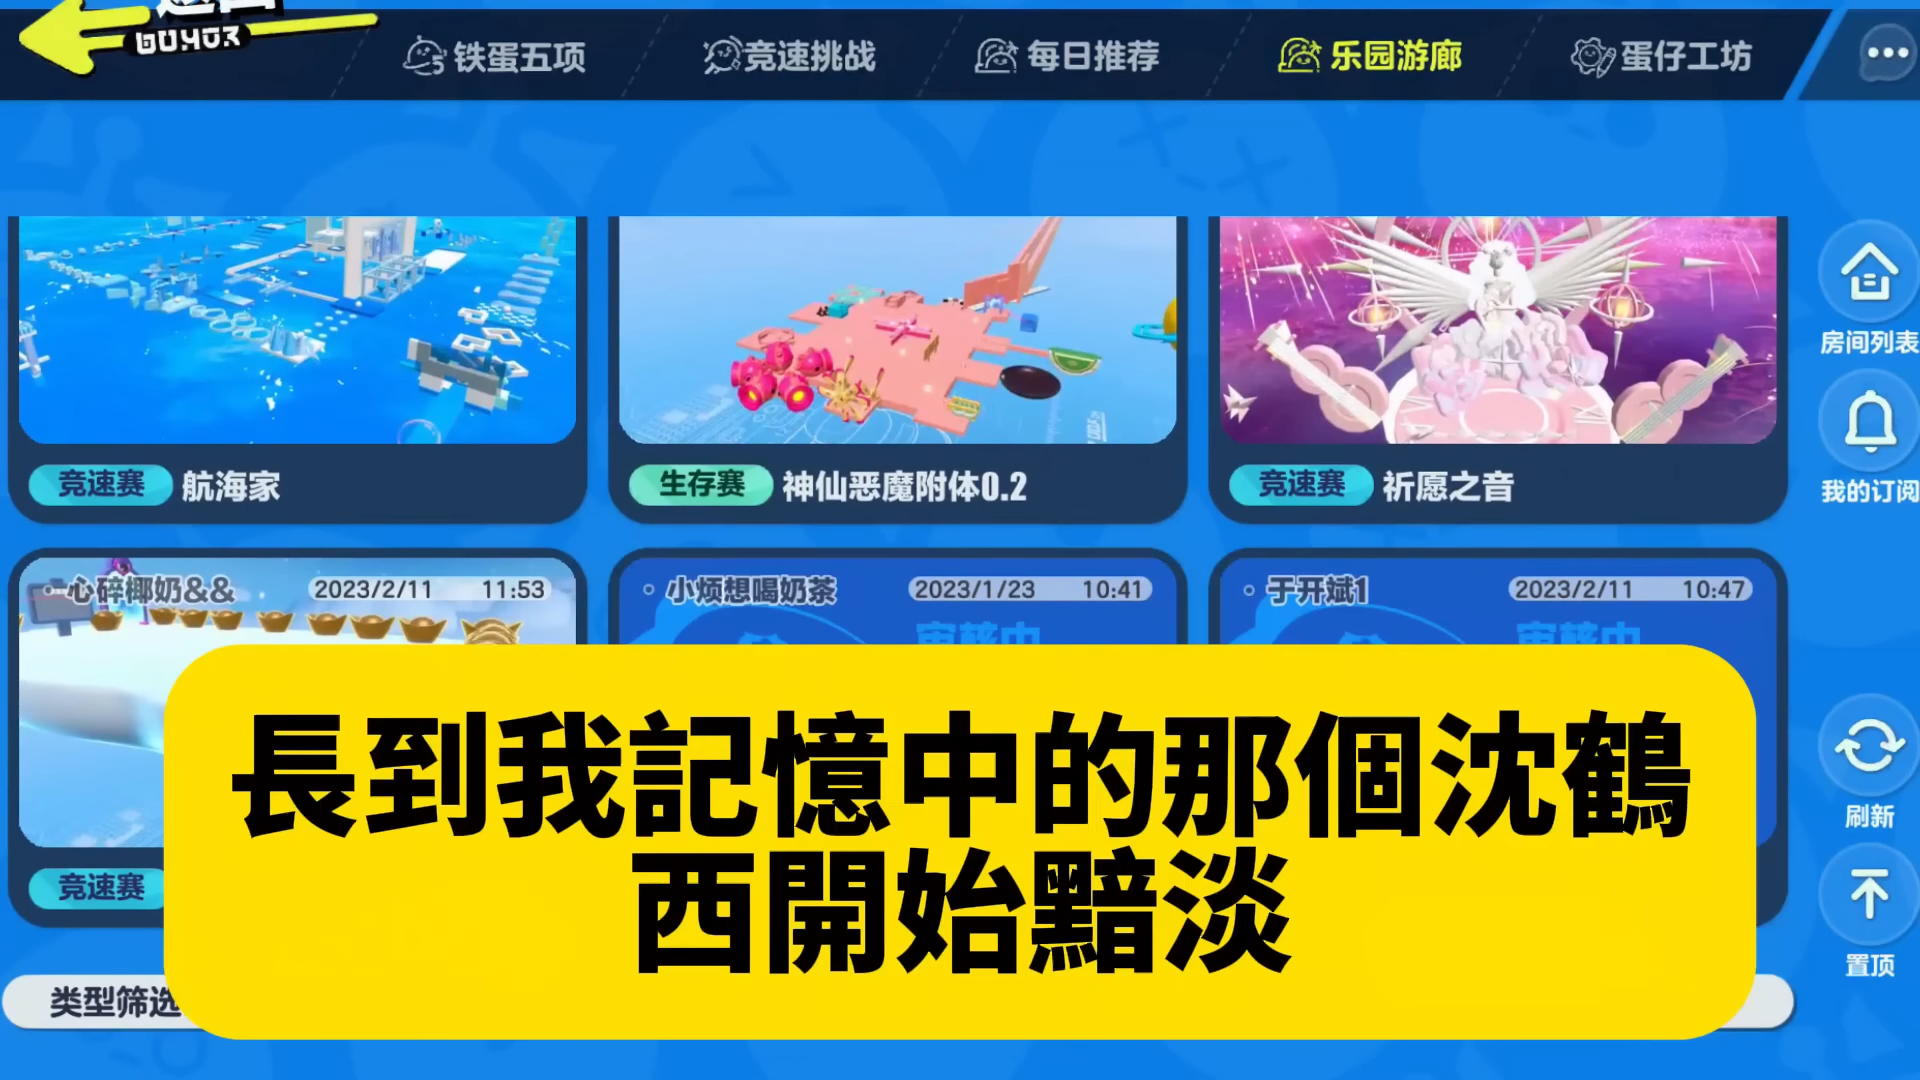 GOYOR
铁蛋五项
竞速挑战
每日推荐
乐园游廊
蛋仔工坊
竞速赛 航海家
生存赛 神仙恶魔附体0.2
竞速赛 祈愿之音
房间列表
我的订阅
心碎椰奶&& 2023/2/11 11:53
小烦想喝奶茶 2023/1/23 10:41
于开斌1 2023/2/11 10:47
長到我記憶中的那個沈鶴
西開始黯淡
竞速赛
刷新
置顶
类型筛选